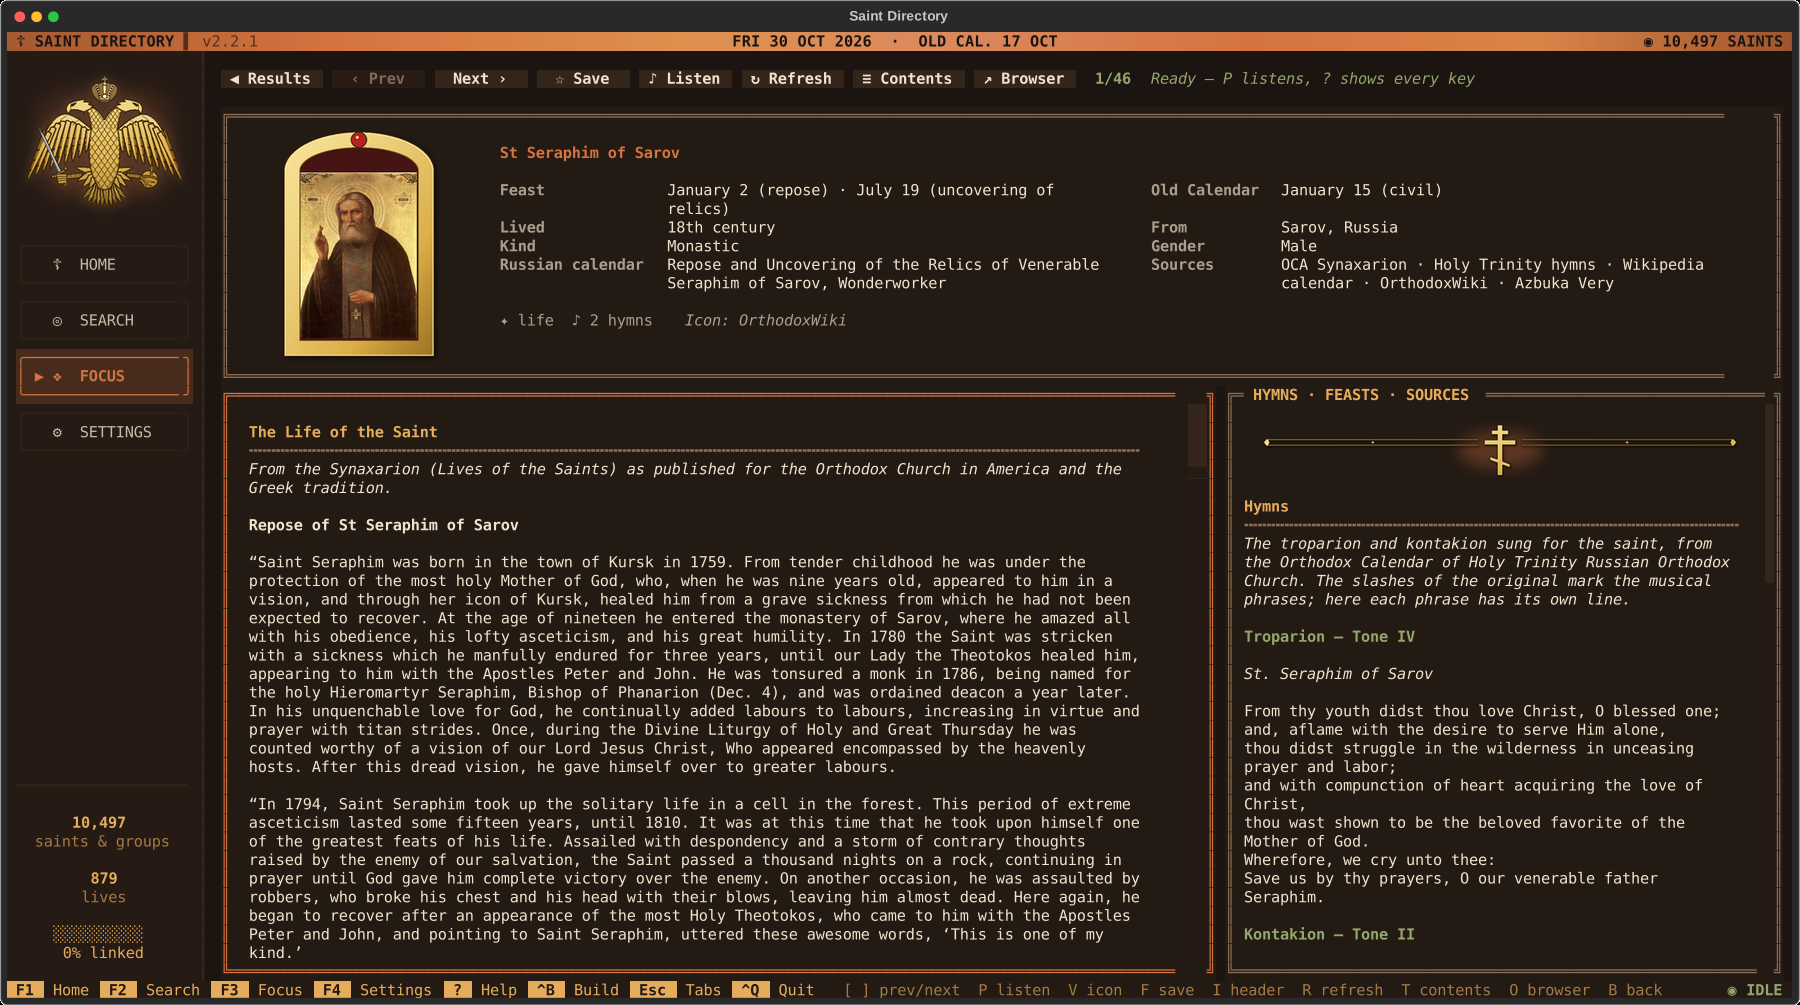 Saint Directory
☦ SAINT DIRECTORY v2.2.1 FRI 30 OCT 2026 · OLD CAL. 17 OCT ◉ 10,497 SAINTS
◀ Results ‹ Prev Next › ☆ Save ♪ Listen ↻ Refresh ≡ Contents ↗ Browser 1/46 Ready — P listens, ? shows every key
☦ HOME
◎ SEARCH
▶ ❖ FOCUS
⚙ SETTINGS
10,497
saints & groups
879
lives
0% linked
St Seraphim of Sarov
Feast January 2 (repose) · July 19 (uncovering of relics)
Old Calendar January 15 (civil)
Lived 18th century
From Sarov, Russia
Kind Monastic
Gender Male
Russian calendar Repose and Uncovering of the Relics of Venerable
Seraphim of Sarov, Wonderworker
Sources OCA Synaxarion · Holy Trinity hymns · Wikipedia
calendar · OrthodoxWiki · Azbuka Very
✦ life ♪ 2 hymns Icon: OrthodoxWiki
The Life of the Saint
From the Synaxarion (Lives of the Saints) as published for the Orthodox Church in America and the
Greek tradition.
Repose of St Seraphim of Sarov
“Saint Seraphim was born in the town of Kursk in 1759. From tender childhood he was under the
protection of the most holy Mother of God, who, when he was nine years old, appeared to him in a
vision, and through her icon of Kursk, healed him from a grave sickness from which he had not been
expected to recover. At the age of nineteen he entered the monastery of Sarov, where he amazed all
with his obedience, his lofty asceticism, and his great humility. In 1780 the Saint was stricken
with a sickness which he manfully endured for three years, until our Lady the Theotokos healed him,
appearing to him with the Apostles Peter and John. He was tonsured a monk in 1786, being named for
the holy Hieromartyr Seraphim, Bishop of Phanarion (Dec. 4), and was ordained deacon a year later.
In his unquenchable love for God, he continually added labours to labours, increasing in virtue and
prayer with titan strides. Once, during the Divine Liturgy of Holy and Great Thursday he was
counted worthy of a vision of our Lord Jesus Christ, Who appeared encompassed by the heavenly
hosts. After this dread vision, he gave himself over to greater labours.
“In 1794, Saint Seraphim took up the solitary life in a cell in the forest. This period of extreme
asceticism lasted some fifteen years, until 1810. It was at this time that he took upon himself one
of the greatest feats of his life. Assailed with despondency and a storm of contrary thoughts
raised by the enemy of our salvation, the Saint passed a thousand nights on a rock, continuing in
prayer until God gave him complete victory over the enemy. On another occasion, he was assaulted by
robbers, who broke his chest and his head with their blows, leaving him almost dead. Here again, he
began to recover after an appearance of the most Holy Theotokos, who came to him with the Apostles
Peter and John, and pointing to Saint Seraphim, uttered these awesome words, ‘This is one of my
kind.’
HYMNS · FEASTS · SOURCES
Hymns
The troparion and kontakion sung for the saint, from
the Orthodox Calendar of Holy Trinity Russian Orthodox
Church. The slashes of the original mark the musical
phrases; here each phrase has its own line.
Troparion — Tone IV
St. Seraphim of Sarov
From thy youth didst thou love Christ, O blessed one;
and, aflame with the desire to serve Him alone,
thou didst struggle in the wilderness in unceasing
prayer and labor;
and with compunction of heart acquiring the love of
Christ,
thou wast shown to be the beloved favorite of the
Mother of God.
Wherefore, we cry unto thee:
Save us by thy prayers, O our venerable father
Seraphim.
Kontakion — Tone II
F1 Home F2 Search F3 Focus F4 Settings ? Help ^B Build Esc Tabs ^Q Quit [ ] prev/next P listen V icon F save I header R refresh T contents O browser B back ◉ IDLE